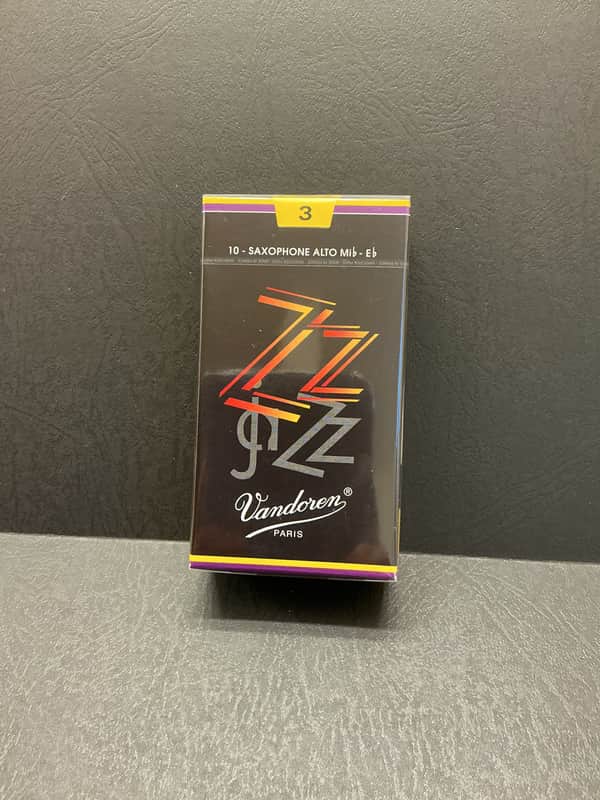 3
10 - SAXOPHONE ALTO Mi♭ - E♭
ZZ
jazz
Vandoren®
PARIS